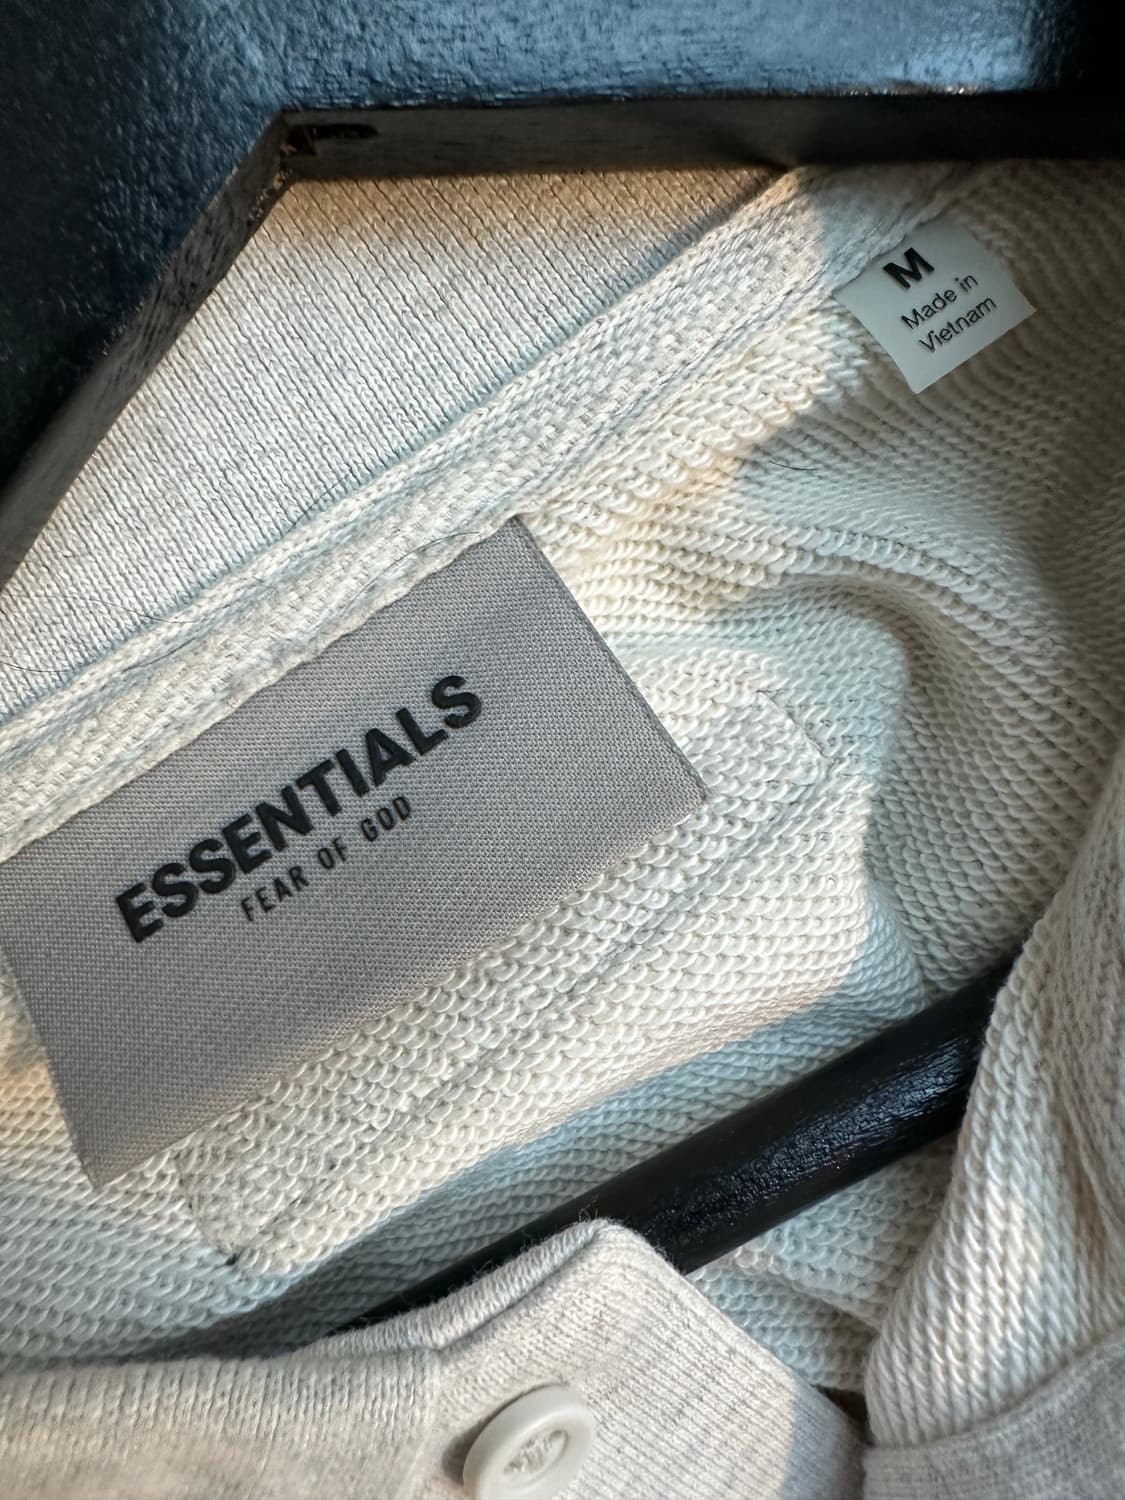 M
Made in
Vietnam
ESSENTIALS
FEAR OF GOD